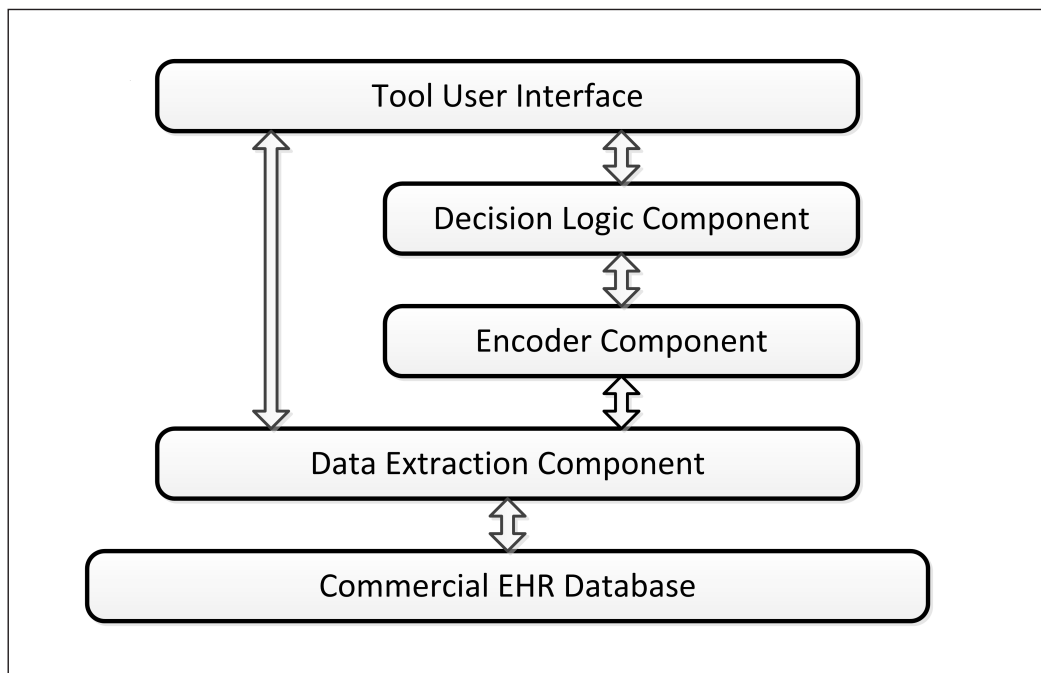 Tool User Interface
Decision Logic Component
Encoder Component
Data Extraction Component
Commercial EHR Database